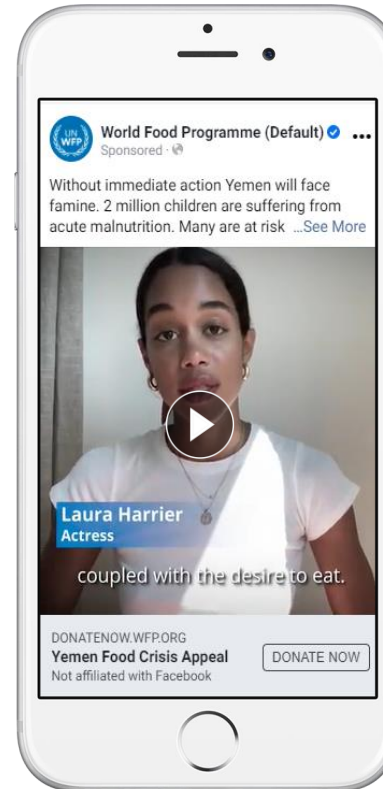 UN
WFP
World Food Programme (Default)
Sponsored ·
Without immediate action Yemen will face
famine. 2 million children are suffering from
acute malnutrition. Many are at risk ...See More
Laura Harrier
Actress
coupled with the desire to eat.
DONATENOW.WFP.ORG
Yemen Food Crisis Appeal
DONATE NOW
Not affiliated with Facebook